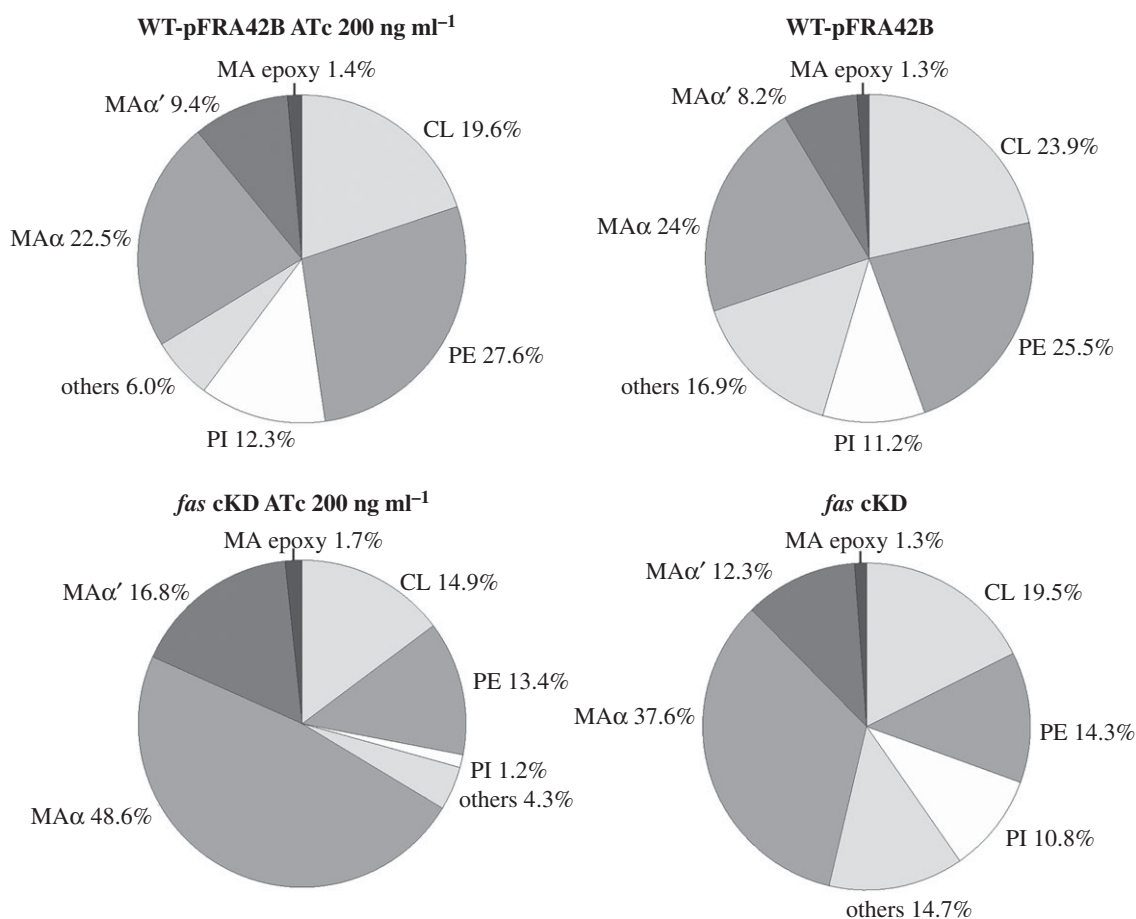 WT-pFRA42B ATc 200 ng ml⁻¹
MA epoxy 1.4%
MAα′ 9.4%
CL 19.6%
MAα 22.5%
PE 27.6%
others 6.0%
PI 12.3%
WT-pFRA42B
MA epoxy 1.3%
MAα′ 8.2%
CL 23.9%
MAα 24%
PE 25.5%
others 16.9%
PI 11.2%
fas cKD ATc 200 ng ml⁻¹
MA epoxy 1.7%
MAα′ 16.8%
CL 14.9%
PE 13.4%
PI 1.2%
others 4.3%
MAα 48.6%
fas cKD
MA epoxy 1.3%
MAα′ 12.3%
CL 19.5%
MAα 37.6%
PE 14.3%
PI 10.8%
others 14.7%